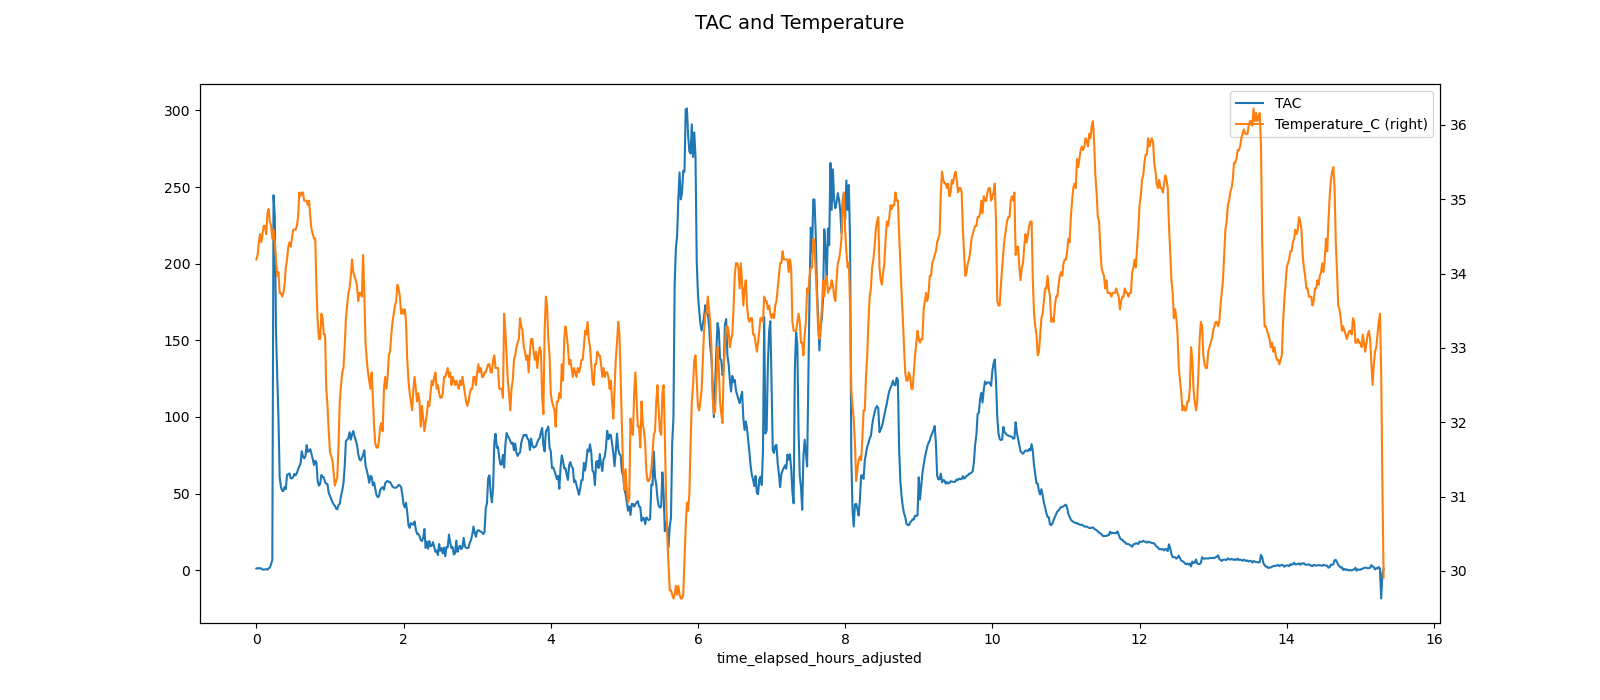 TAC and Temperature
TAC
Temperature_C (right)
300
250
200
150
100
50
0
36
35
34
33
32
31
30
0 2 4 6 8 10 12 14 16
time_elapsed_hours_adjusted